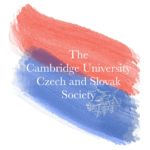 The
Cambridge University
Czech and Slovak
Society